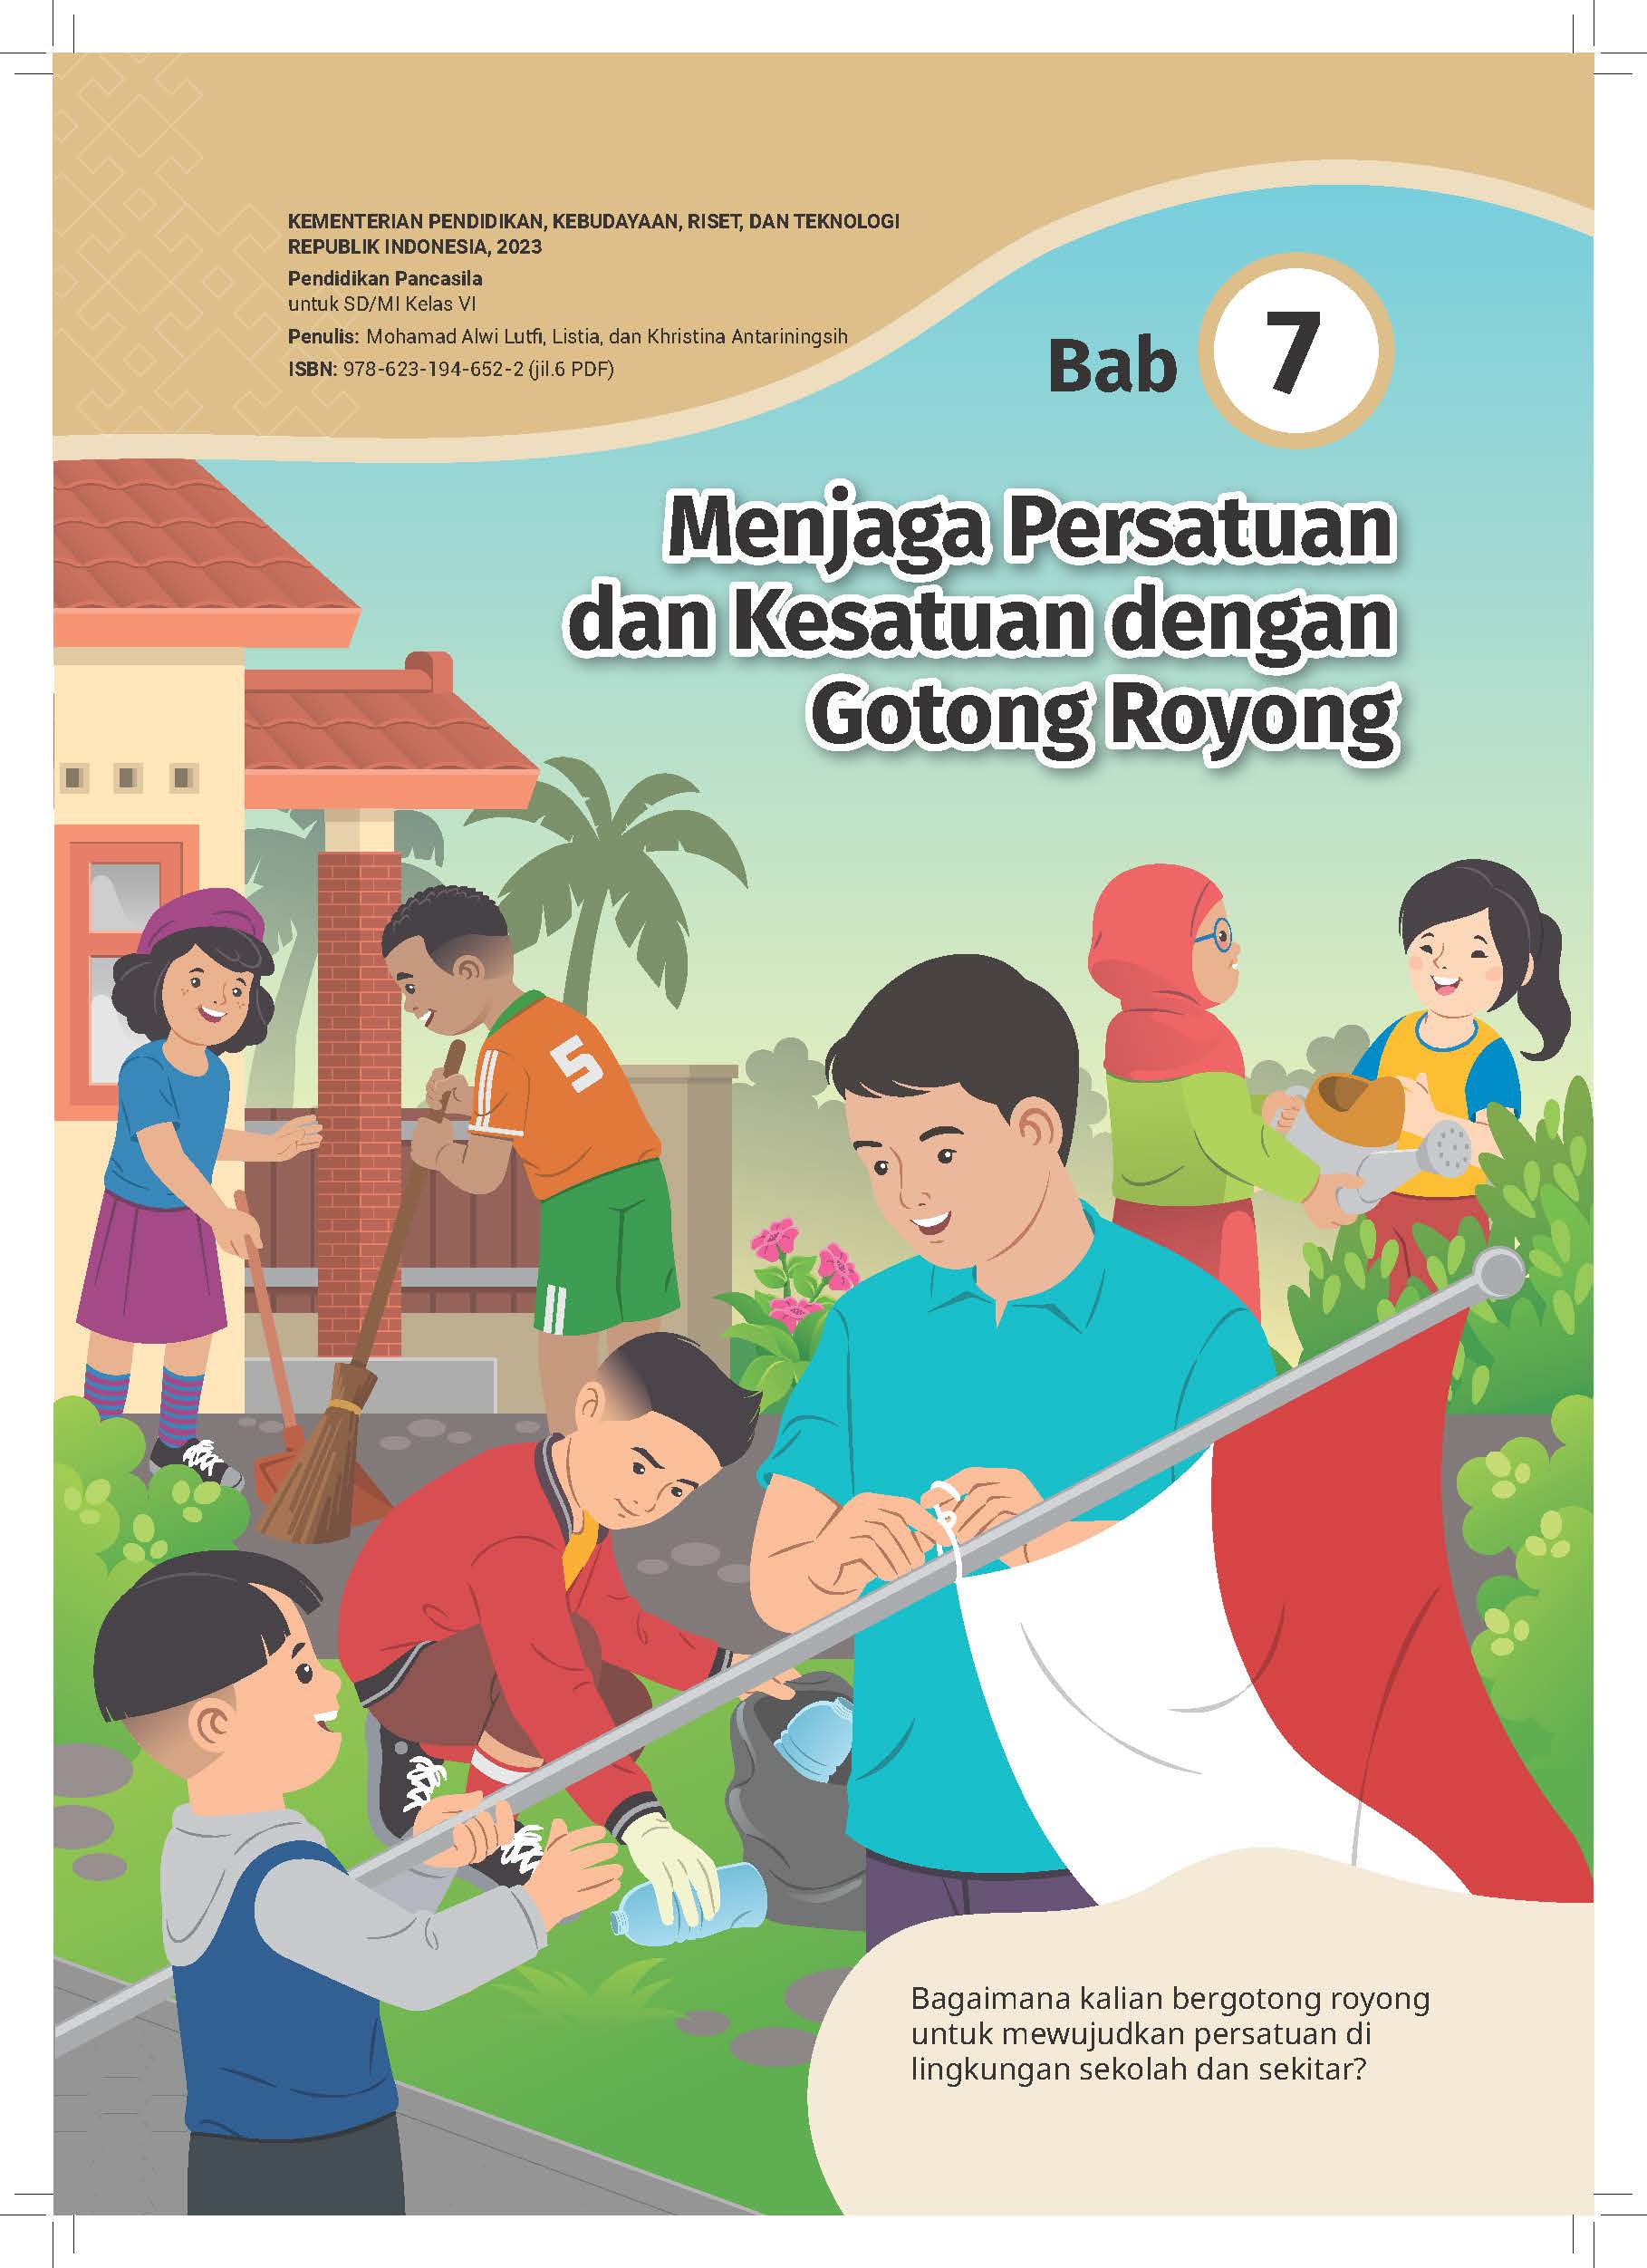 KEMENTERIAN PENDIDIKAN, KEBUDAYAAN, RISET, DAN TEKNOLOGI
REPUBLIK INDONESIA, 2023
Pendidikan Pancasila
untuk SD/MI Kelas VI
Penulis: Mohamad Alwi Lutfi, Listia, dan Khristina Antariningsih
ISBN: 978-623-194-652-2 (jil.6 PDF)
Bab 7
Menjaga Persatuan
dan Kesatuan dengan
Gotong Royong
5
Bagaimana kalian bergotong royong
untuk mewujudkan persatuan di
lingkungan sekolah dan sekitar?